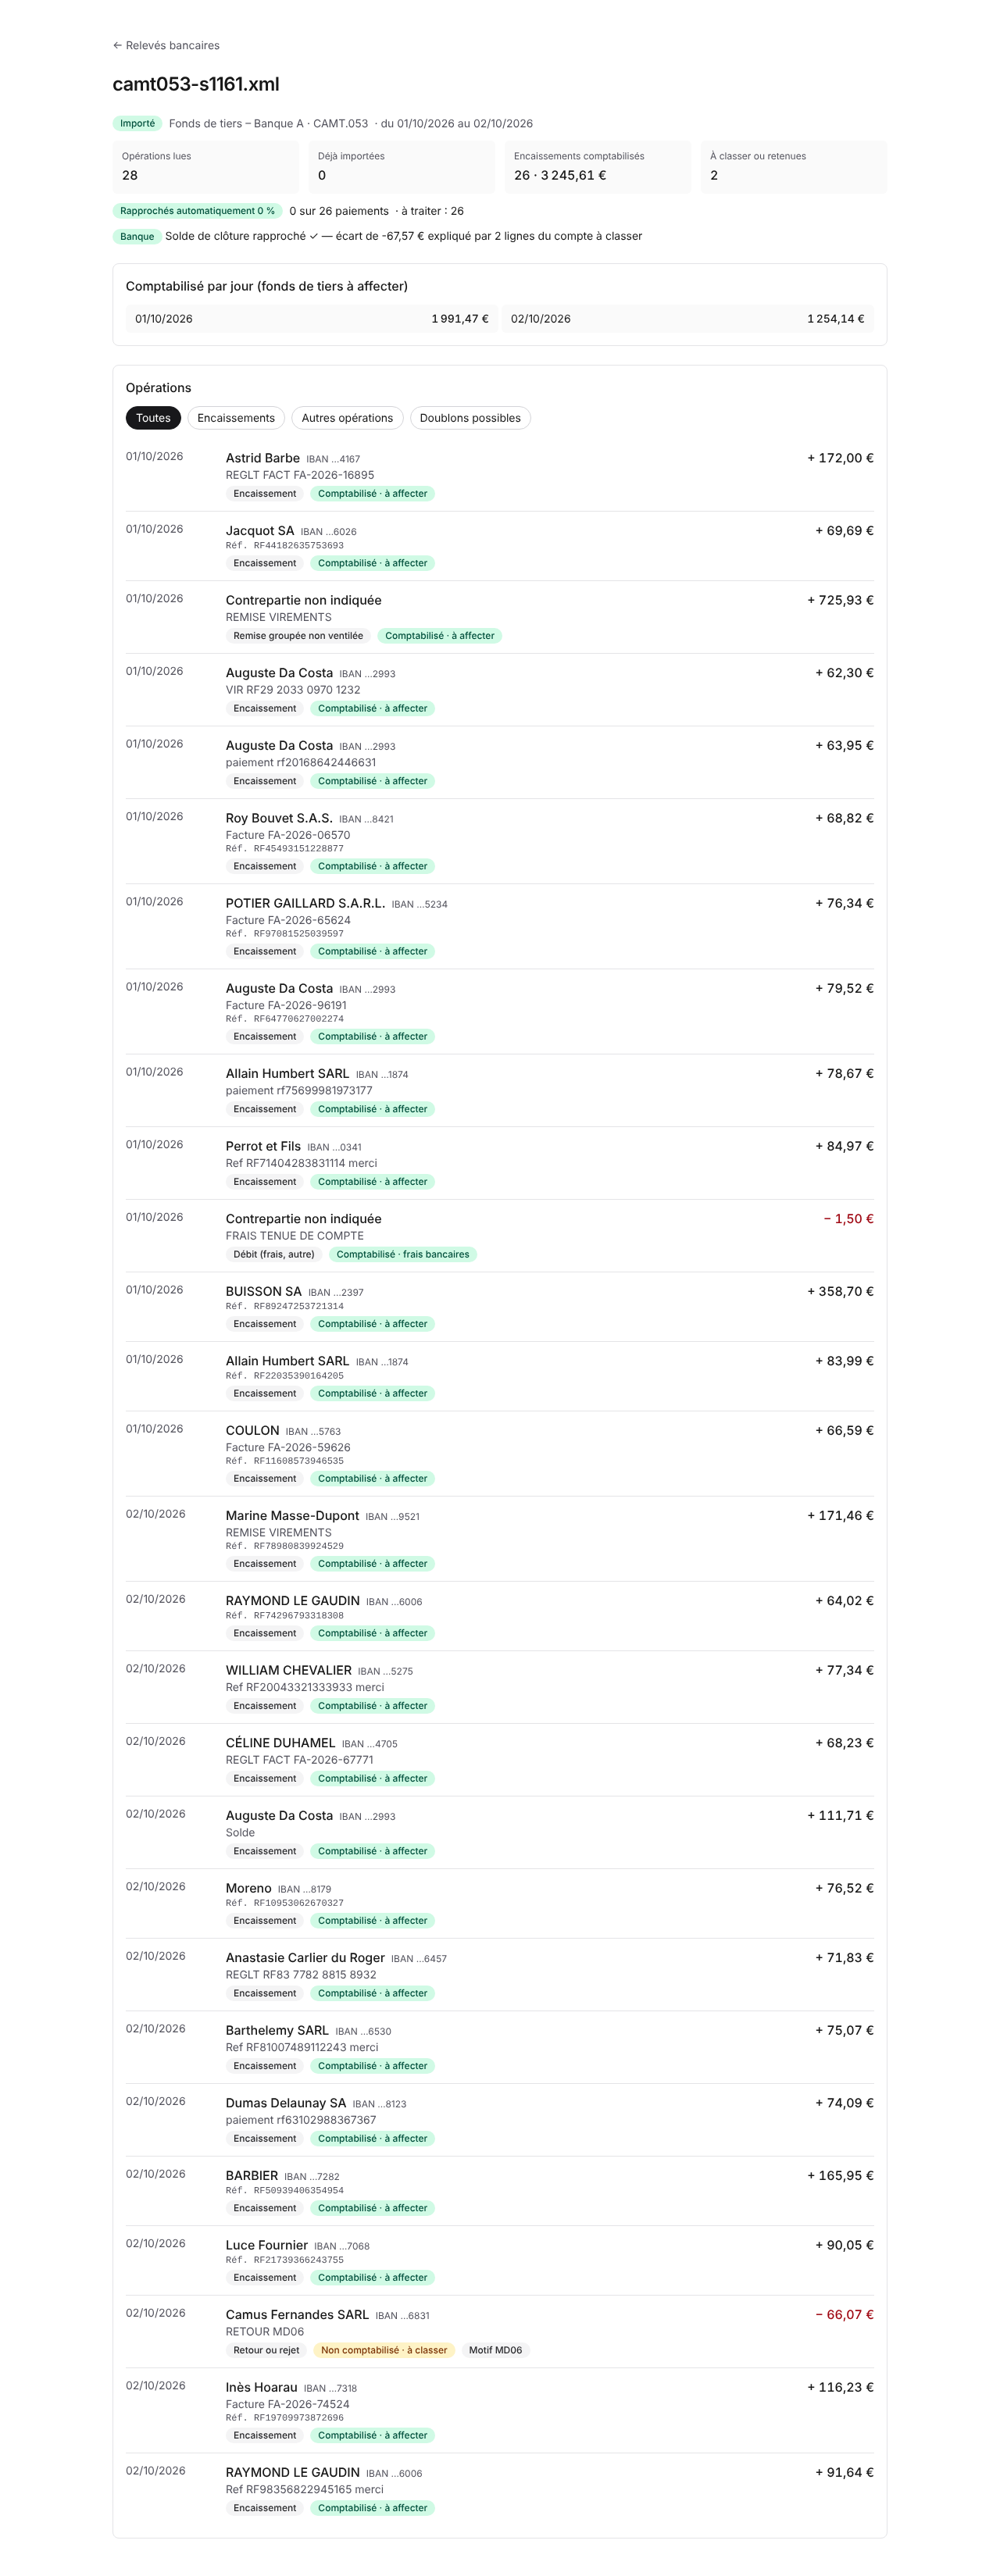 ← Relevés bancaires
camt053-s1161.xml
Importé Fonds de tiers – Banque A · CAMT.053 · du 01/10/2026 au 02/10/2026
Opérations lues
28
Déjà importées
0
Encaissements comptabilisés
26 · 3 245,61 €
À classer ou retenues
2
Rapprochés automatiquement 0 % 0 sur 26 paiements · à traiter : 26
Banque Solde de clôture rapproché ✓ — écart de -67,57 € expliqué par 2 lignes du compte à classer
Comptabilisé par jour (fonds de tiers à affecter)
01/10/2026 1 991,47 € 02/10/2026 1 254,14 €
Opérations
Toutes Encaissements Autres opérations Doublons possibles
01/10/2026 Astrid Barbe IBAN …4167 + 172,00 €
REGLT FACT FA-2026-16895
Encaissement Comptabilisé · à affecter
01/10/2026 Jacquot SA IBAN …6026 + 69,69 €
Réf. RF44182635753693
Encaissement Comptabilisé · à affecter
01/10/2026 Contrepartie non indiquée + 725,93 €
REMISE VIREMENTS
Remise groupée non ventilée Comptabilisé · à affecter
01/10/2026 Auguste Da Costa IBAN …2993 + 62,30 €
VIR RF29 2033 0970 1232
Encaissement Comptabilisé · à affecter
01/10/2026 Auguste Da Costa IBAN …2993 + 63,95 €
paiement rf20168642446631
Encaissement Comptabilisé · à affecter
01/10/2026 Roy Bouvet S.A.S. IBAN …8421 + 68,82 €
Facture FA-2026-06570
Réf. RF45493151228877
Encaissement Comptabilisé · à affecter
01/10/2026 POTIER GAILLARD S.A.R.L. IBAN …5234 + 76,34 €
Facture FA-2026-65624
Réf. RF97081525039597
Encaissement Comptabilisé · à affecter
01/10/2026 Auguste Da Costa IBAN …2993 + 79,52 €
Facture FA-2026-96191
Réf. RF64770627002274
Encaissement Comptabilisé · à affecter
01/10/2026 Allain Humbert SARL IBAN …1874 + 78,67 €
paiement rf75699981973177
Encaissement Comptabilisé · à affecter
01/10/2026 Perrot et Fils IBAN …0341 + 84,97 €
Ref RF71404283831114 merci
Encaissement Comptabilisé · à affecter
01/10/2026 Contrepartie non indiquée − 1,50 €
FRAIS TENUE DE COMPTE
Débit (frais, autre) Comptabilisé · frais bancaires
01/10/2026 BUISSON SA IBAN …2397 + 358,70 €
Réf. RF89247253721314
Encaissement Comptabilisé · à affecter
01/10/2026 Allain Humbert SARL IBAN …1874 + 83,99 €
Réf. RF22035390164205
Encaissement Comptabilisé · à affecter
01/10/2026 COULON IBAN …5763 + 66,59 €
Facture FA-2026-59626
Réf. RF11608573946535
Encaissement Comptabilisé · à affecter
02/10/2026 Marine Masse-Dupont IBAN …9521 + 171,46 €
REMISE VIREMENTS
Réf. RF78980839924529
Encaissement Comptabilisé · à affecter
02/10/2026 RAYMOND LE GAUDIN IBAN …6006 + 64,02 €
Réf. RF74296793318308
Encaissement Comptabilisé · à affecter
02/10/2026 WILLIAM CHEVALIER IBAN …5275 + 77,34 €
Ref RF20043321333933 merci
Encaissement Comptabilisé · à affecter
02/10/2026 CÉLINE DUHAMEL IBAN …4705 + 68,23 €
REGLT FACT FA-2026-67771
Encaissement Comptabilisé · à affecter
02/10/2026 Auguste Da Costa IBAN …2993 + 111,71 €
Solde
Encaissement Comptabilisé · à affecter
02/10/2026 Moreno IBAN …8179 + 76,52 €
Réf. RF10953062670327
Encaissement Comptabilisé · à affecter
02/10/2026 Anastasie Carlier du Roger IBAN …6457 + 71,83 €
REGLT RF83 7782 8815 8932
Encaissement Comptabilisé · à affecter
02/10/2026 Barthelemy SARL IBAN …6530 + 75,07 €
Ref RF81007489112243 merci
Encaissement Comptabilisé · à affecter
02/10/2026 Dumas Delaunay SA IBAN …8123 + 74,09 €
paiement rf63102988367367
Encaissement Comptabilisé · à affecter
02/10/2026 BARBIER IBAN …7282 + 165,95 €
Réf. RF50939406354954
Encaissement Comptabilisé · à affecter
02/10/2026 Luce Fournier IBAN …7068 + 90,05 €
Réf. RF21739366243755
Encaissement Comptabilisé · à affecter
02/10/2026 Camus Fernandes SARL IBAN …6831 − 66,07 €
RETOUR MD06
Retour ou rejet Non comptabilisé · à classer Motif MD06
02/10/2026 Inès Hoarau IBAN …7318 + 116,23 €
Facture FA-2026-74524
Réf. RF19709973872696
Encaissement Comptabilisé · à affecter
02/10/2026 RAYMOND LE GAUDIN IBAN …6006 + 91,64 €
Ref RF98356822945165 merci
Encaissement Comptabilisé · à affecter